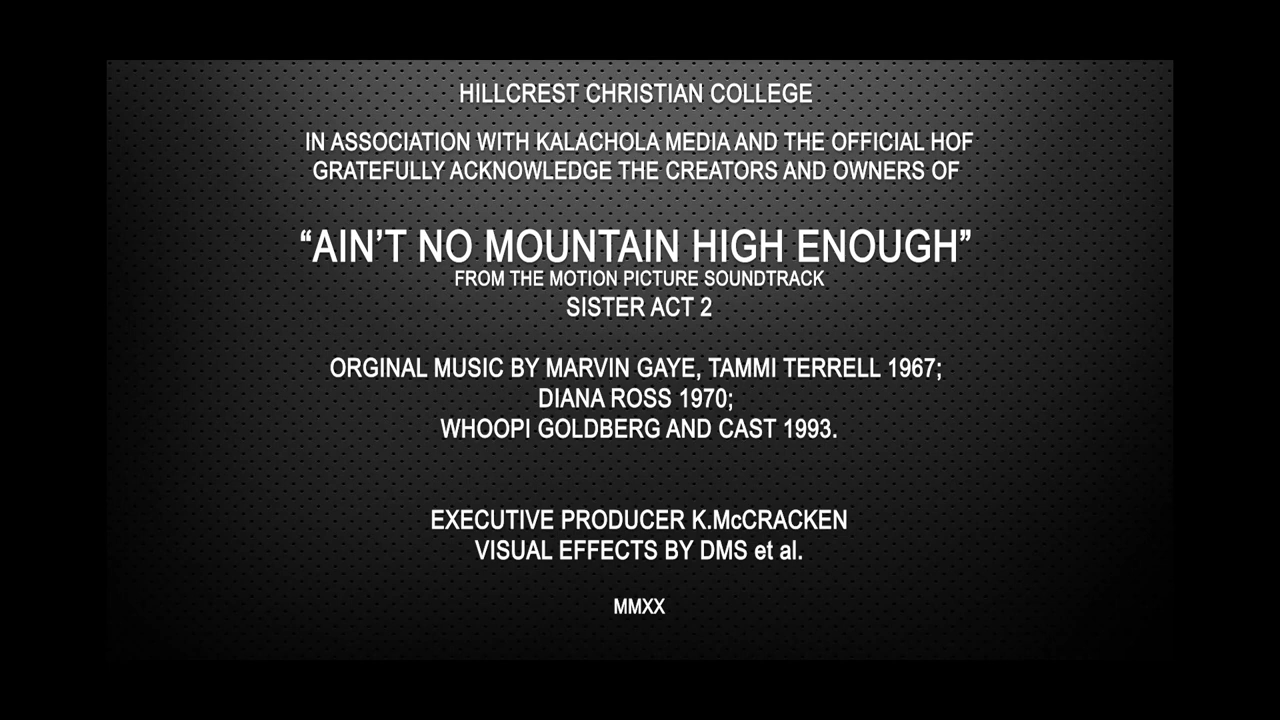 HILLCREST CHRISTIAN COLLEGE
IN ASSOCIATION WITH KALACHOLA MEDIA AND THE OFFICIAL HOF
GRATEFULLY ACKNOWLEDGE THE CREATORS AND OWNERS OF
“AIN’T NO MOUNTAIN HIGH ENOUGH”
FROM THE MOTION PICTURE SOUNDTRACK
SISTER ACT 2
ORGINAL MUSIC BY MARVIN GAYE, TAMMI TERRELL 1967;
DIANA ROSS 1970;
WHOOPI GOLDBERG AND CAST 1993.
EXECUTIVE PRODUCER K.McCRACKEN
VISUAL EFFECTS BY DMS et al.
MMXX